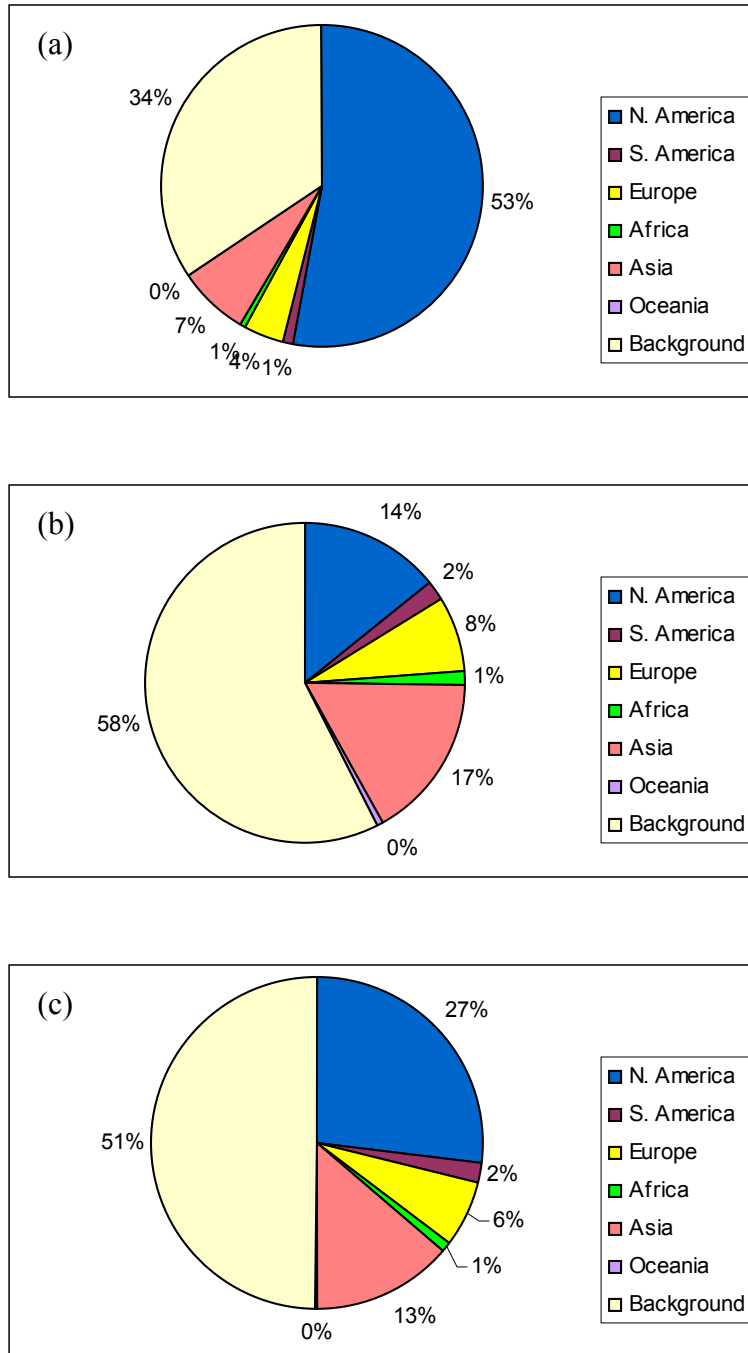 (a)
34%
53%
0%
7%
1%
4%
1%
N. America
S. America
Europe
Africa
Asia
Oceania
Background
(b)
14%
2%
8%
1%
58%
17%
0%
N. America
S. America
Europe
Africa
Asia
Oceania
Background
(c)
27%
51%
2%
6%
1%
13%
0%
N. America
S. America
Europe
Africa
Asia
Oceania
Background